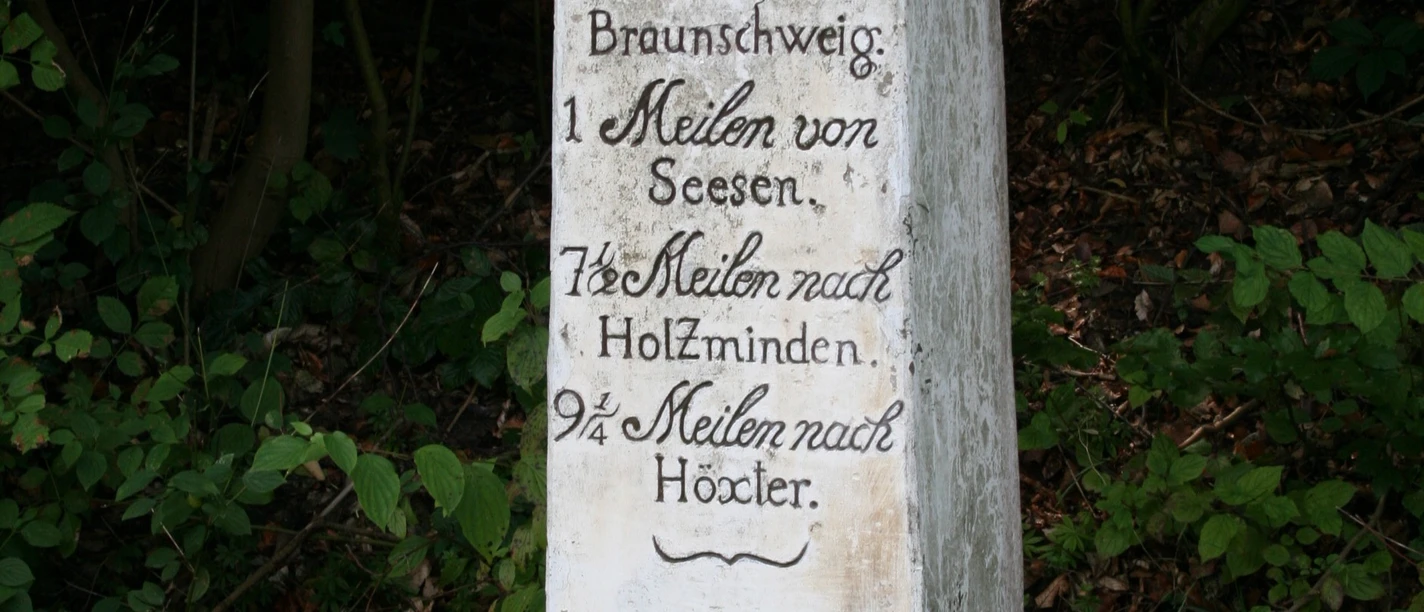 Braunschweig.
1 Meilen von
Seesen.
7½ Meilen nach
Holzminden.
9¼ Meilen nach
Höxter.